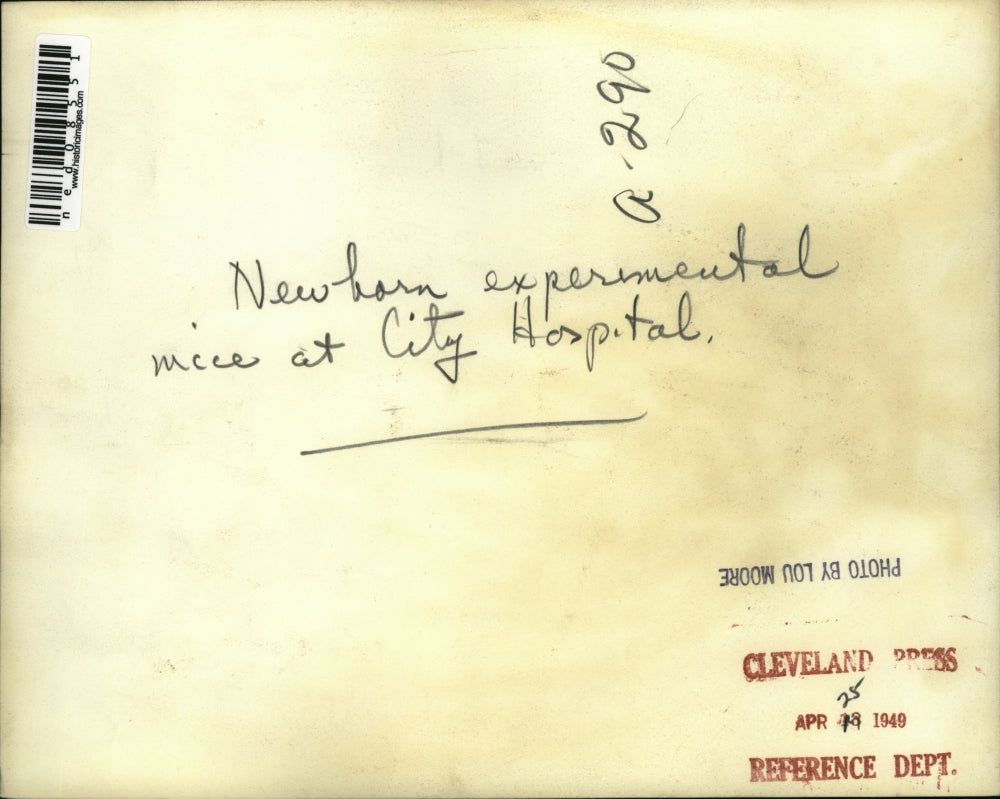 ned08551
www.historicimages.com
a-290
Newborn experimental
mice at City Hospital.
PHOTO BY LOU MOORE
CLEVELAND PRESS
25
APR 1949
REFERENCE DEPT.